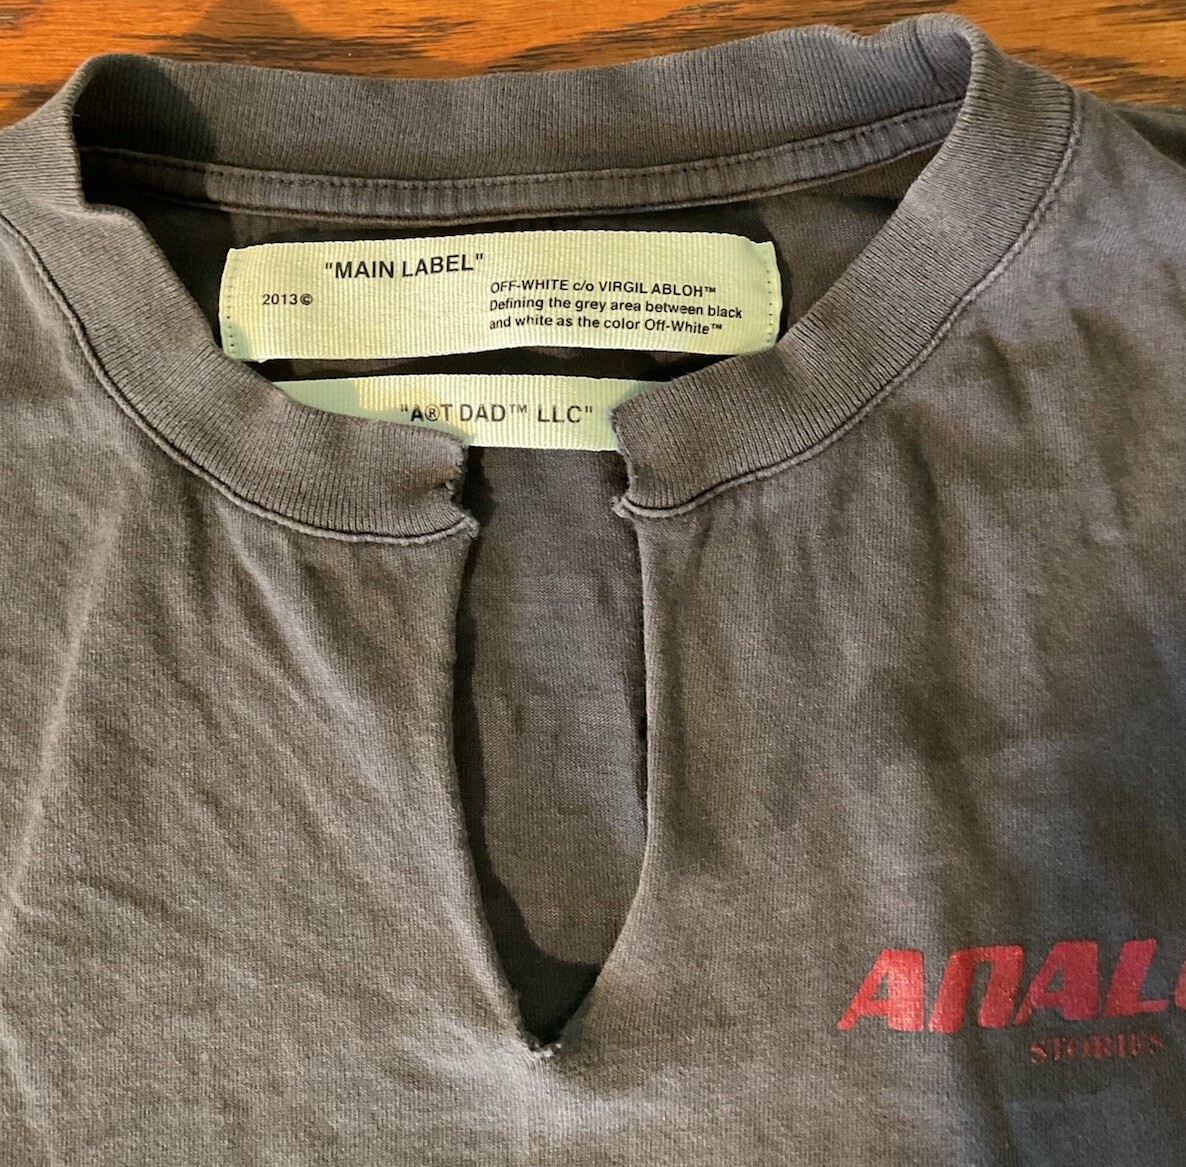 "MAIN LABEL"
2013©
OFF-WHITE c/o VIRGIL ABLOH™
Defining the grey area between black
and white as the color Off-White™
"A®T DAD™ LLC"
ANAL
STORIES